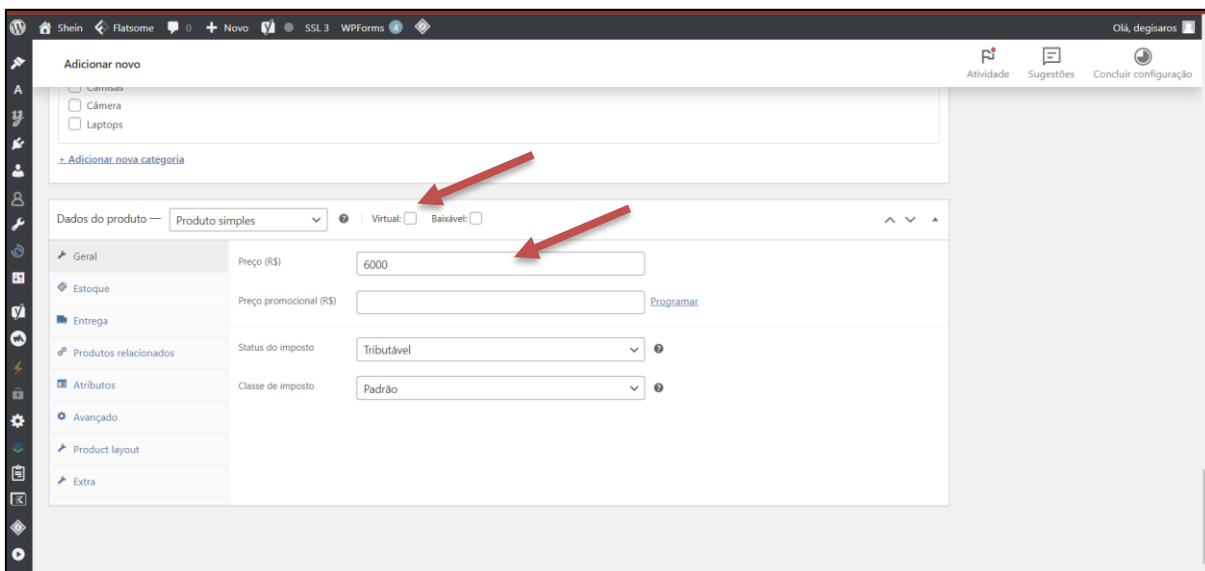 Shein Flatsome 0 + Novo SSL 3 WPForms 4 Olá, degisaros
Adicionar novo
Atividade Sugestões Concluir configuração
Camisas
Câmera
Laptops
+ Adicionar nova categoria
Dados do produto — Produto simples Virtual: Baixável:
Geral
Preço (R$) 6000
Estoque
Preço promocional (R$) Programar
Entrega
Status do imposto Tributável
Produtos relacionados
Classe de imposto Padrão
Atributos
Avançado
Product layout
Extra